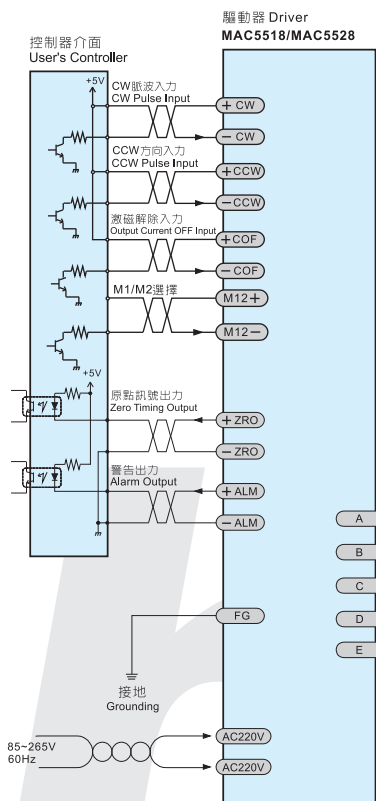 驅動器 Driver
MAC5518/MAC5528
控制器介面
User's Controller
+5V
CW脈波入力
CW Pulse Input
+ CW
− CW
CCW方向入力
CCW Pulse Input
+ CCW
− CCW
激磁解除入力
Output Current OFF Input
+ COF
− COF
M1/M2選擇
M12+
M12−
+5V
原點訊號出力
Zero Timing Output
+ ZRO
− ZRO
警告出力
Alarm Output
+ ALM
− ALM
A
B
C
D
E
FG
接地
Grounding
85~265V
60Hz
AC220V
AC220V